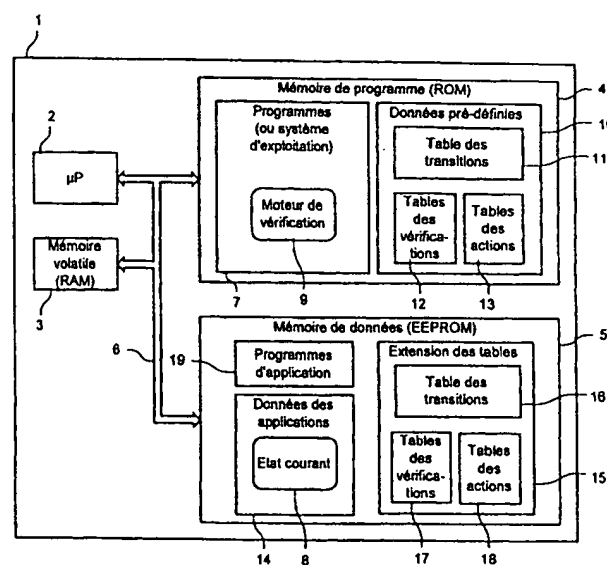 1
Mémoire de programme (ROM)
4
2
Programmes
(ou système
d'exploitation)
Données pré-définies
10
Table des
transitions
11
µP
Moteur de
vérification
Tables
des
vérifica-
tions
Tables
des
actions
Mémoire
volatile
(RAM)
3
7
9
12
13
Mémoire de données (EEPROM)
5
6
19
Programmes
d'application
Extension des tables
Table des
transitions
16
Données des
applications
Etat courant
Tables
des
vérifica-
tions
Tables
des
actions
15
14
8
17
18